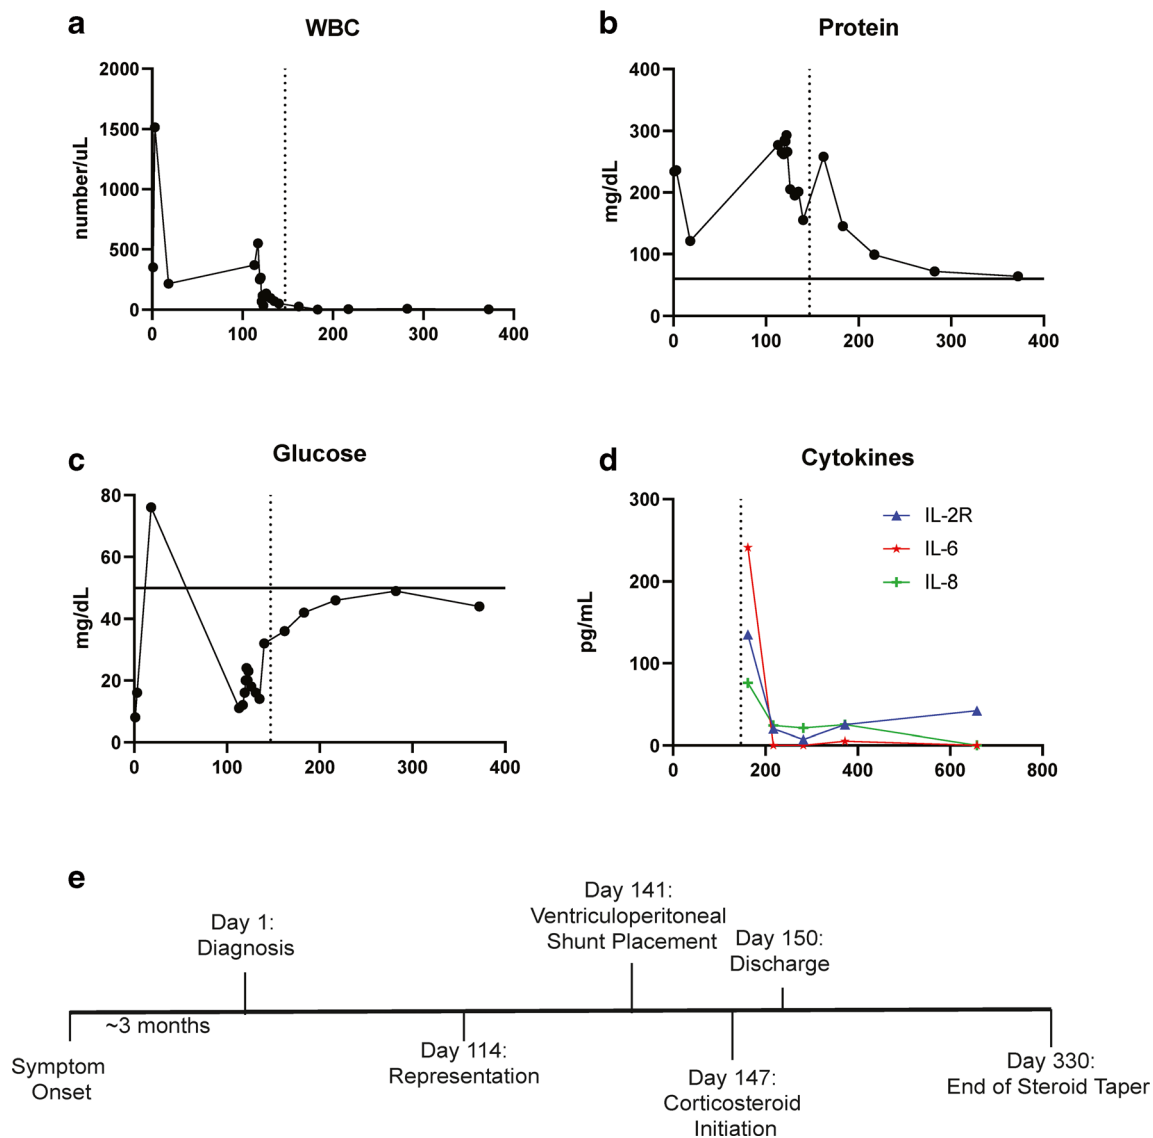 a
WBC
number/uL
2000
1500
1000
500
0
0 100 200 300 400
b
Protein
mg/dL
400
300
200
100
0
0 100 200 300 400
c
Glucose
mg/dL
80
60
40
20
0
0 100 200 300 400
d
Cytokines
pg/mL
300
200
100
0
0 200 400 600 800
IL-2R
IL-6
IL-8
e
Day 1:
Diagnosis
Day 141:
Ventriculoperitoneal
Shunt Placement
Day 150:
Discharge
~3 months
Symptom
Onset
Day 114:
Representation
Day 147:
Corticosteroid
Initiation
Day 330:
End of Steroid Taper